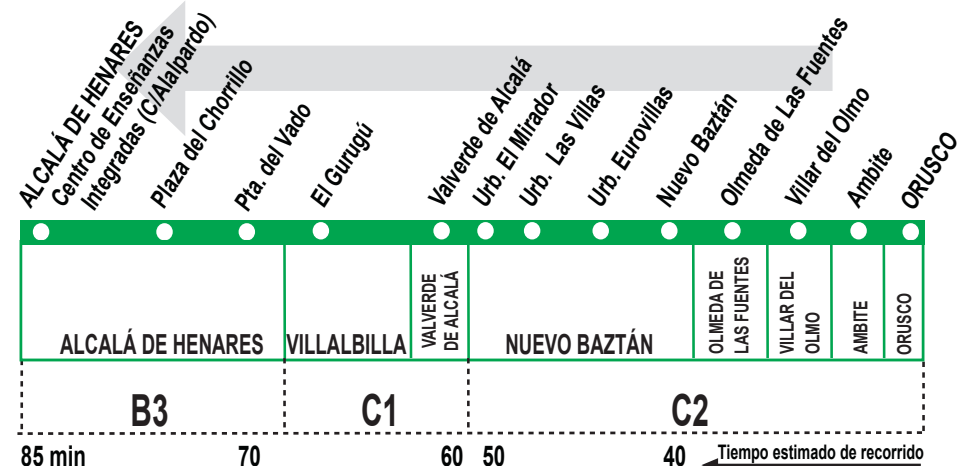 ALCALÁ DE HENARES
Centro de Enseñanzas
Integradas (C/Alalpardo)
Plaza del Chorrillo
Pta. del Vado
El Gurugú
Valverde de Alcalá
Urb. El Mirador
Urb. Las Villas
Urb. Eurovillas
Nuevo Baztán
Olmeda de Las Fuentes
Villar del Olmo
Ambite
ORUSCO
ALCALÁ DE HENARES
VILLALBILLA
VALVERDE
DE ALCALÁ
NUEVO BAZTÁN
OLMEDA DE
LAS FUENTES
VILLAR DEL
OLMO
AMBITE
ORUSCO
B3
C1
C2
85 min
70
60
50
40
Tiempo estimado de recorrido